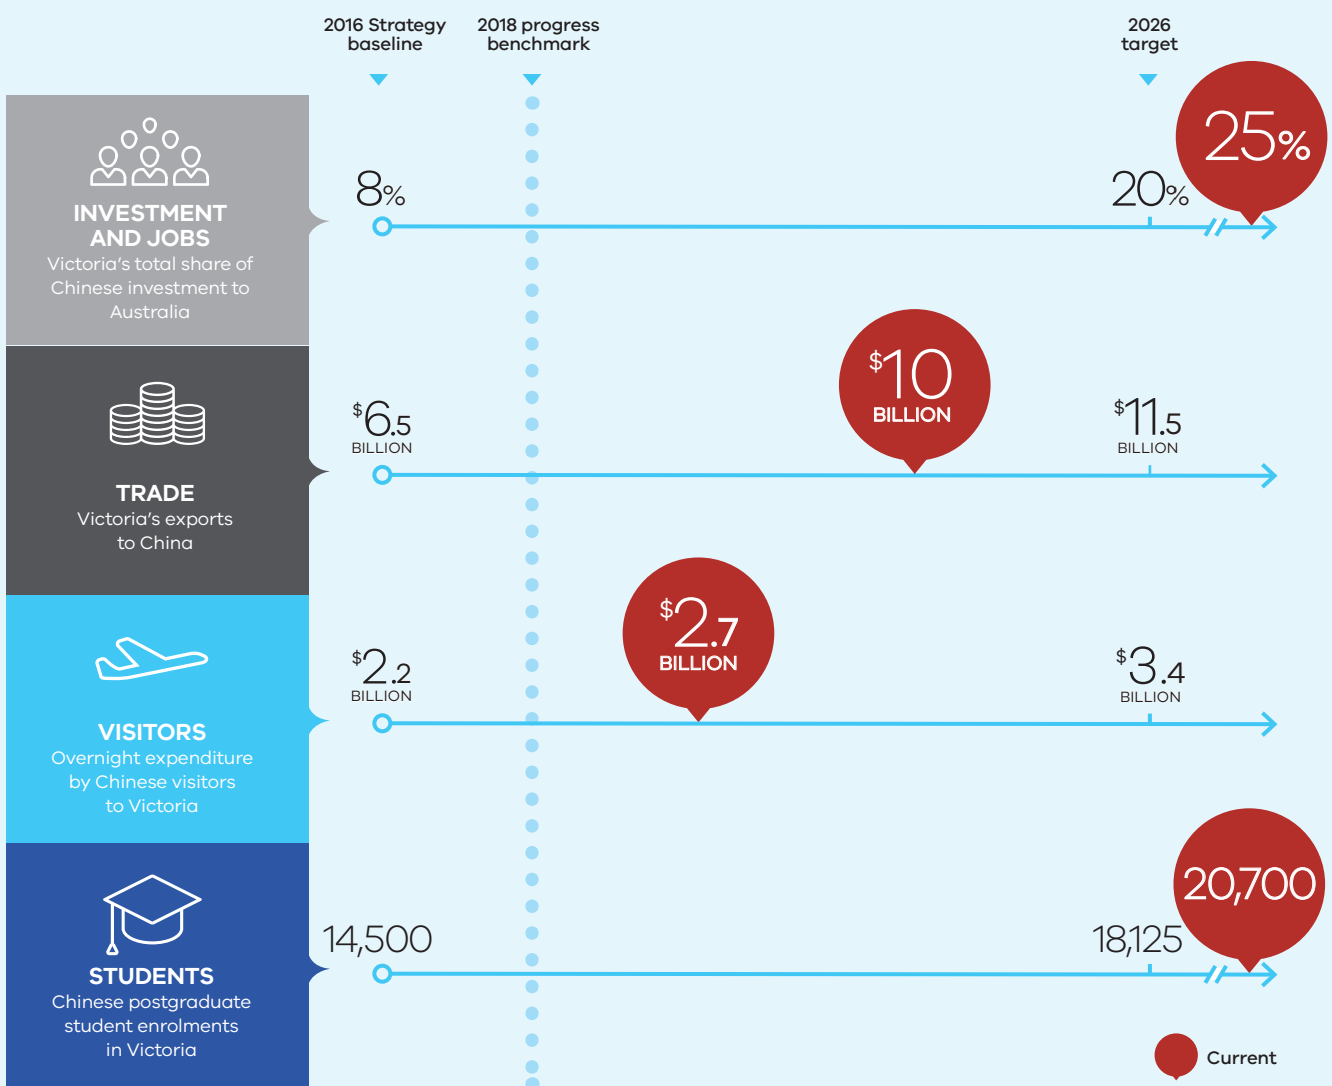 2016 Strategy
baseline
2018 progress
benchmark
2026
target
INVESTMENT
AND JOBS
Victoria's total share of
Chinese investment to
Australia
8%
20%
25%
TRADE
Victoria's exports
to China
$6.5
BILLION
$10
BILLION
$11.5
BILLION
VISITORS
Overnight expenditure
by Chinese visitors
to Victoria
$2.2
BILLION
$2.7
BILLION
$3.4
BILLION
STUDENTS
Chinese postgraduate
student enrolments
in Victoria
14,500
18,125
20,700
Current